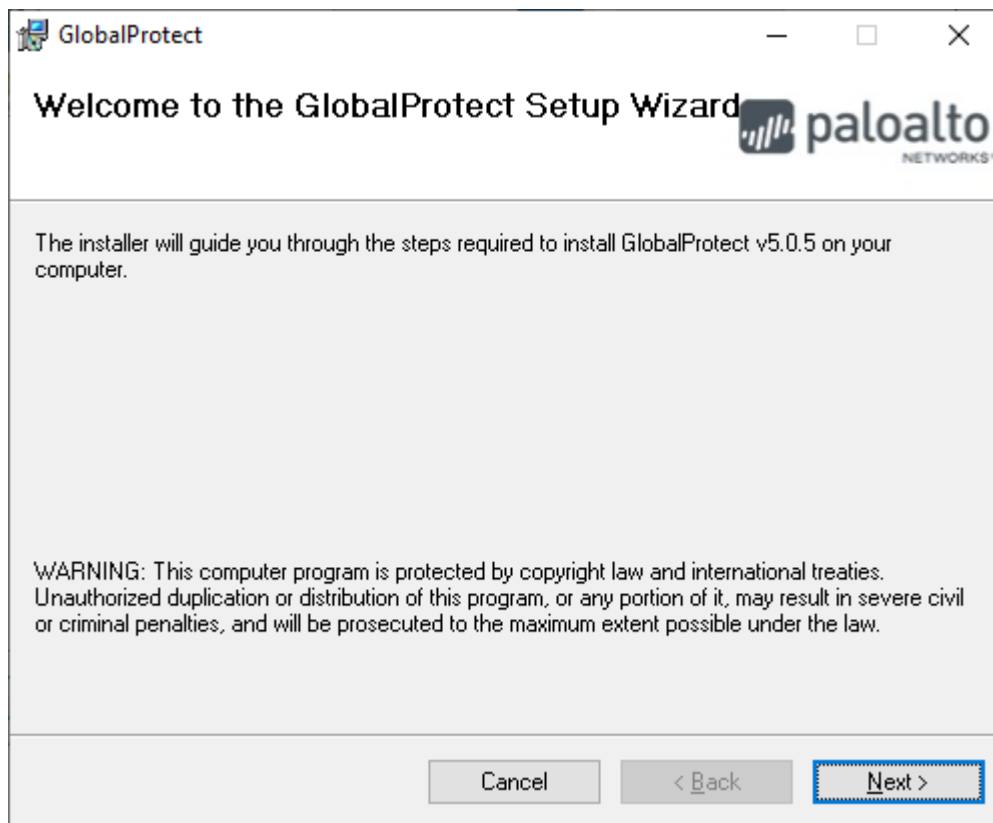 GlobalProtect
Welcome to the GlobalProtect Setup Wizard
paloalto
NETWORKS
The installer will guide you through the steps required to install GlobalProtect v5.0.5 on your
computer.
WARNING: This computer program is protected by copyright law and international treaties.
Unauthorized duplication or distribution of this program, or any portion of it, may result in severe civil
or criminal penalties, and will be prosecuted to the maximum extent possible under the law.
Cancel
< Back
Next >